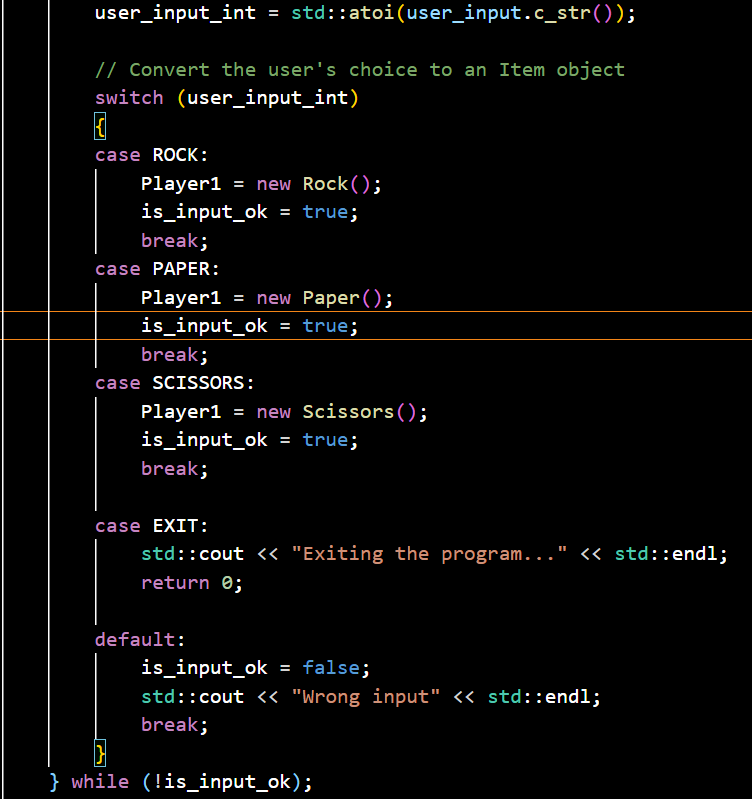 user_input_int = std::atoi(user_input.c_str());
// Convert the user's choice to an Item object
switch (user_input_int)
{
case ROCK:
Player1 = new Rock();
is_input_ok = true;
break;
case PAPER:
Player1 = new Paper();
is_input_ok = true;
break;
case SCISSORS:
Player1 = new Scissors();
is_input_ok = true;
break;
case EXIT:
std::cout << "Exiting the program..." << std::endl;
return 0;
default:
is_input_ok = false;
std::cout << "Wrong input" << std::endl;
break;
}
} while (!is_input_ok);